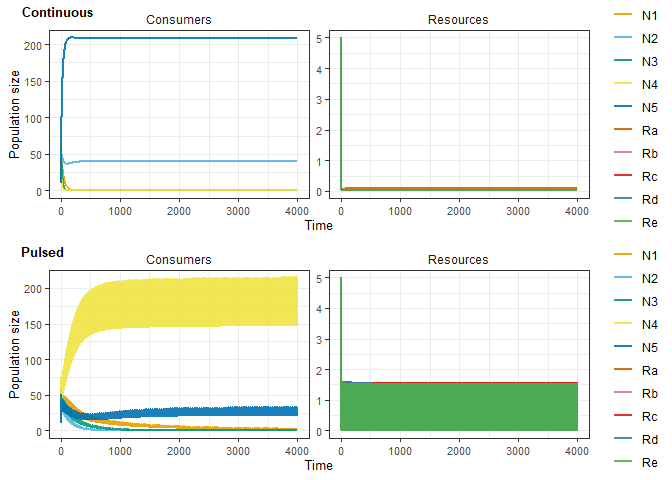 Continuous
Consumers
Resources
Population size
200
150
100
50
0
5
4
3
2
1
0
0 1000 2000 3000 4000
0 1000 2000 3000 4000
Time
N1
N2
N3
N4
N5
Ra
Rb
Rc
Rd
Re
Pulsed
Consumers
Resources
Population size
200
150
100
50
0
5
4
3
2
1
0
0 1000 2000 3000 4000
0 1000 2000 3000 4000
Time
N1
N2
N3
N4
N5
Ra
Rb
Rc
Rd
Re